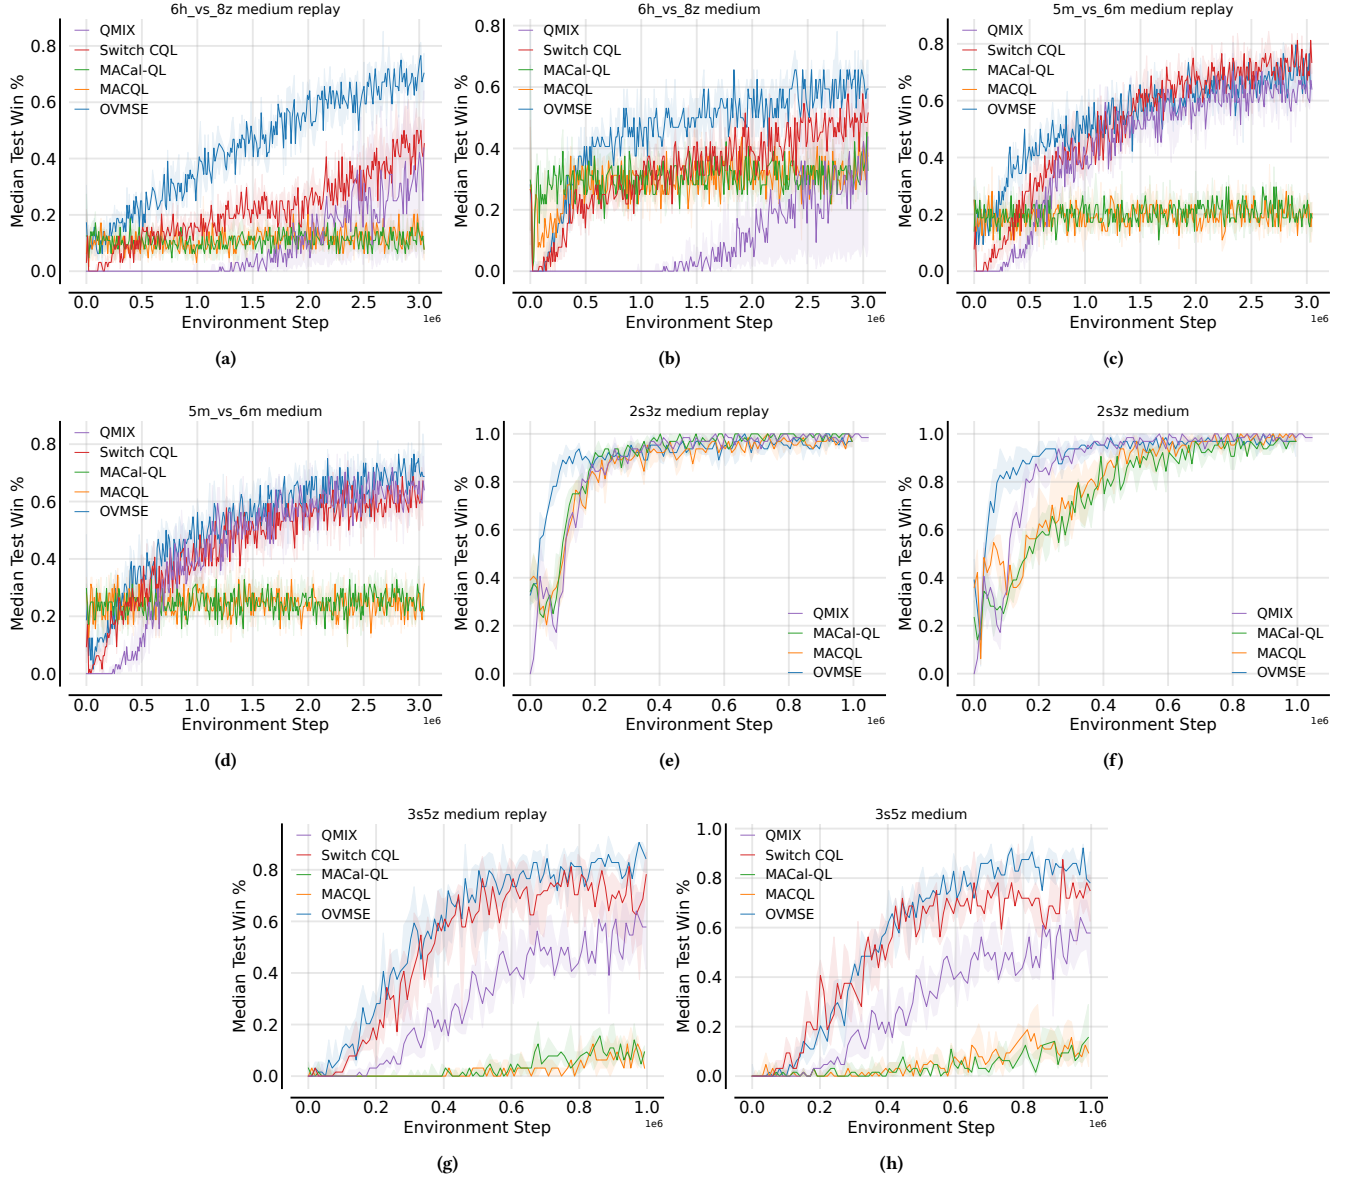 6h_vs_8z medium replay
Median Test Win %
0.8
0.6
0.4
0.2
0.0
QMIX
Switch CQL
MACal-QL
MACQL
OVMSE
0.0 0.5 1.0 1.5 2.0 2.5 3.0
Environment Step
1e6
(a)
6h_vs_8z medium
Median Test Win %
0.8
0.6
0.4
0.2
0.0
QMIX
Switch CQL
MACal-QL
MACQL
OVMSE
0.0 0.5 1.0 1.5 2.0 2.5 3.0
Environment Step
1e6
(b)
5m_vs_6m medium replay
Median Test Win %
0.8
0.6
0.4
0.2
0.0
QMIX
Switch CQL
MACal-QL
MACQL
OVMSE
0.0 0.5 1.0 1.5 2.0 2.5 3.0
Environment Step
1e6
(c)
5m_vs_6m medium
Median Test Win %
0.8
0.6
0.4
0.2
0.0
QMIX
Switch CQL
MACal-QL
MACQL
OVMSE
0.0 0.5 1.0 1.5 2.0 2.5 3.0
Environment Step
1e6
(d)
2s3z medium replay
Median Test Win %
1.0
0.8
0.6
0.4
0.2
0.0
QMIX
MACal-QL
MACQL
OVMSE
0.0 0.2 0.4 0.6 0.8 1.0
Environment Step
1e6
(e)
2s3z medium
Median Test Win %
1.0
0.8
0.6
0.4
0.2
0.0
QMIX
MACal-QL
MACQL
OVMSE
0.0 0.2 0.4 0.6 0.8 1.0
Environment Step
1e6
(f)
3s5z medium replay
Median Test Win %
0.8
0.6
0.4
0.2
0.0
QMIX
Switch CQL
MACal-QL
MACQL
OVMSE
0.0 0.2 0.4 0.6 0.8 1.0
Environment Step
1e6
(g)
3s5z medium
Median Test Win %
1.0
0.8
0.6
0.4
0.2
0.0
QMIX
Switch CQL
MACal-QL
MACQL
OVMSE
0.0 0.2 0.4 0.6 0.8 1.0
Environment Step
1e6
(h)